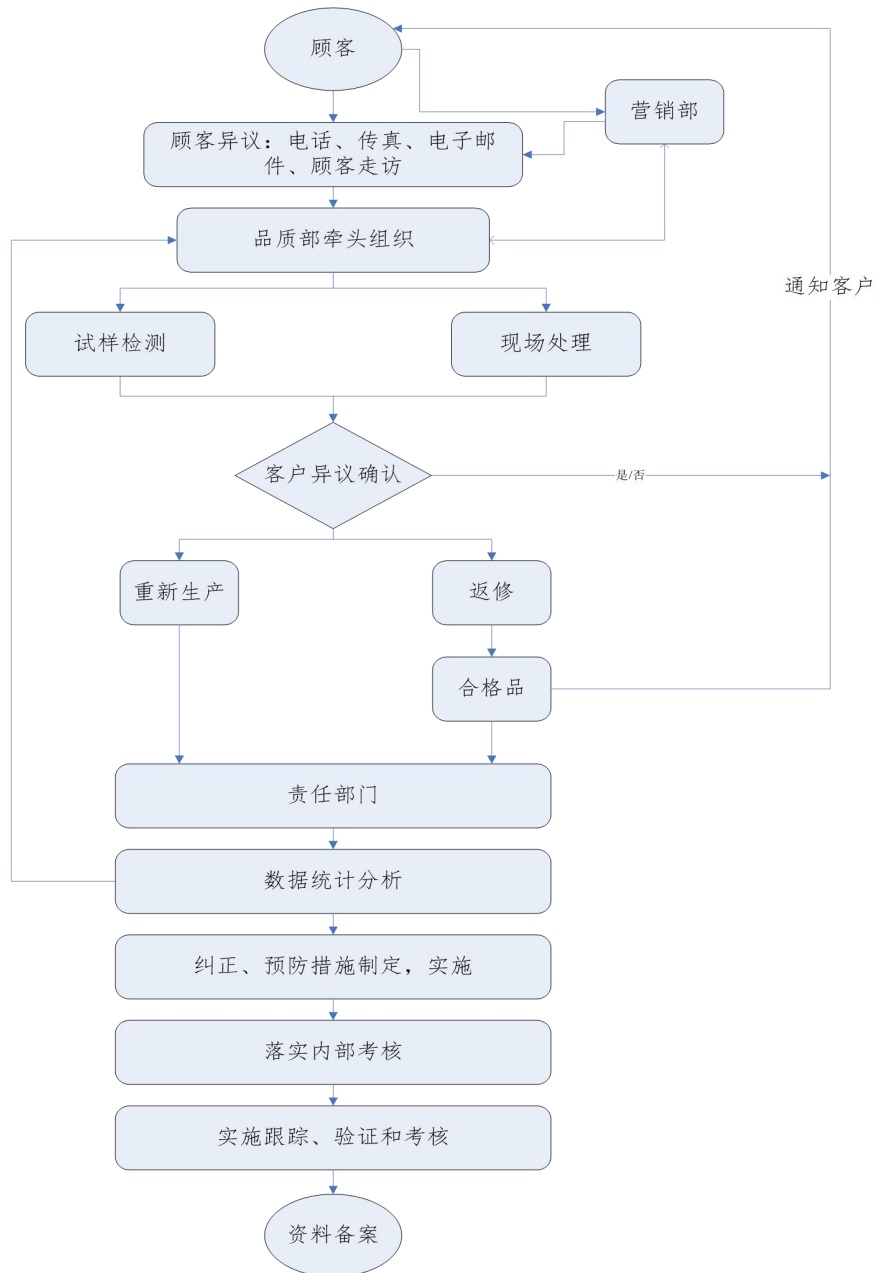 顾客
营销部
顾客异议：电话、传真、电子邮
件、顾客走访
品质部牵头组织
通知客户
试样检测
现场处理
客户异议确认
是/否
重新生产
返修
合格品
责任部门
数据统计分析
纠正、预防措施制定，实施
落实内部考核
实施跟踪、验证和考核
资料备案